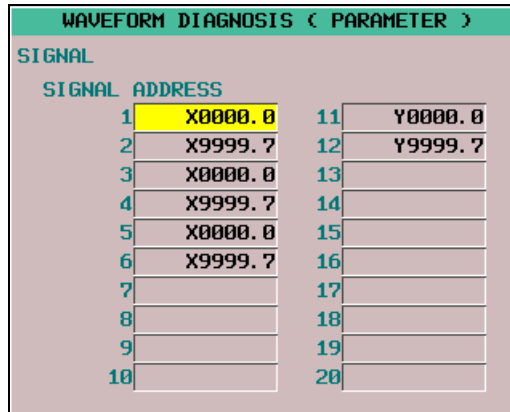 WAVEFORM DIAGNOSIS ( PARAMETER )
SIGNAL
SIGNAL ADDRESS
1 X0000.0 11 Y0000.0
2 X9999.7 12 Y9999.7
3 X0000.0 13
4 X9999.7 14
5 X0000.0 15
6 X9999.7 16
7 17
8 18
9 19
10 20